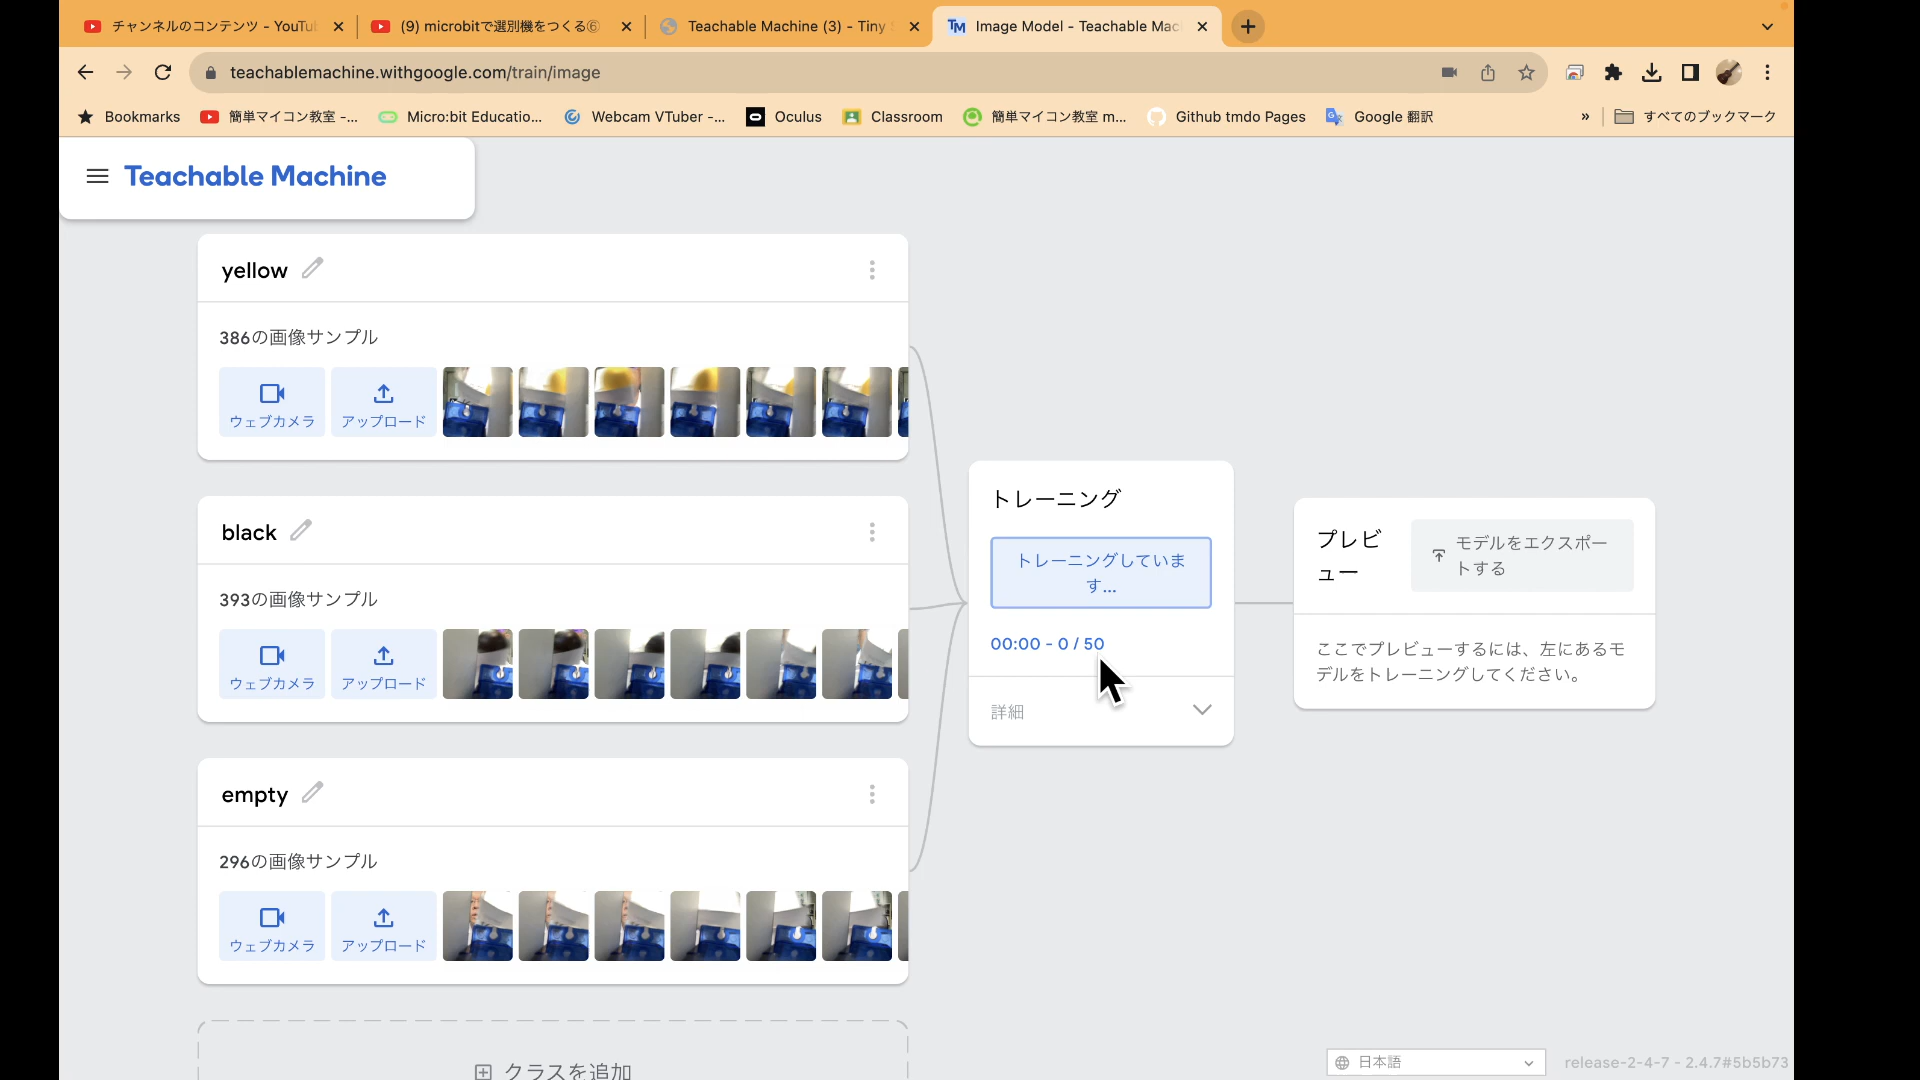 チャンネルのコンテンツ - YouTu
(9) microbitで選別機をつくる⑥
Teachable Machine (3) - Tiny
Image Model - Teachable Mac
teachablemachine.withgoogle.com/train/image
Bookmarks
簡単マイコン教室 -...
Micro:bit Educatio...
Webcam VTuber -...
Oculus
Classroom
簡単マイコン教室 m...
Github tmdo Pages
Google 翻訳
»
すべてのブックマーク
Teachable Machine
yellow
386の画像サンプル
ウェブカメラ
アップロード
black
393の画像サンプル
ウェブカメラ
アップロード
empty
296の画像サンプル
ウェブカメラ
アップロード
クラスを追加
トレーニング
トレーニングしていま
す...
00:00 - 0 / 50
詳細
プレビ
ュー
モデルをエクスポー
トする
ここでプレビューするには、左にあるモ
デルをトレーニングしてください。
日本語
release-2-4-7 - 2.4.7#5b5b73